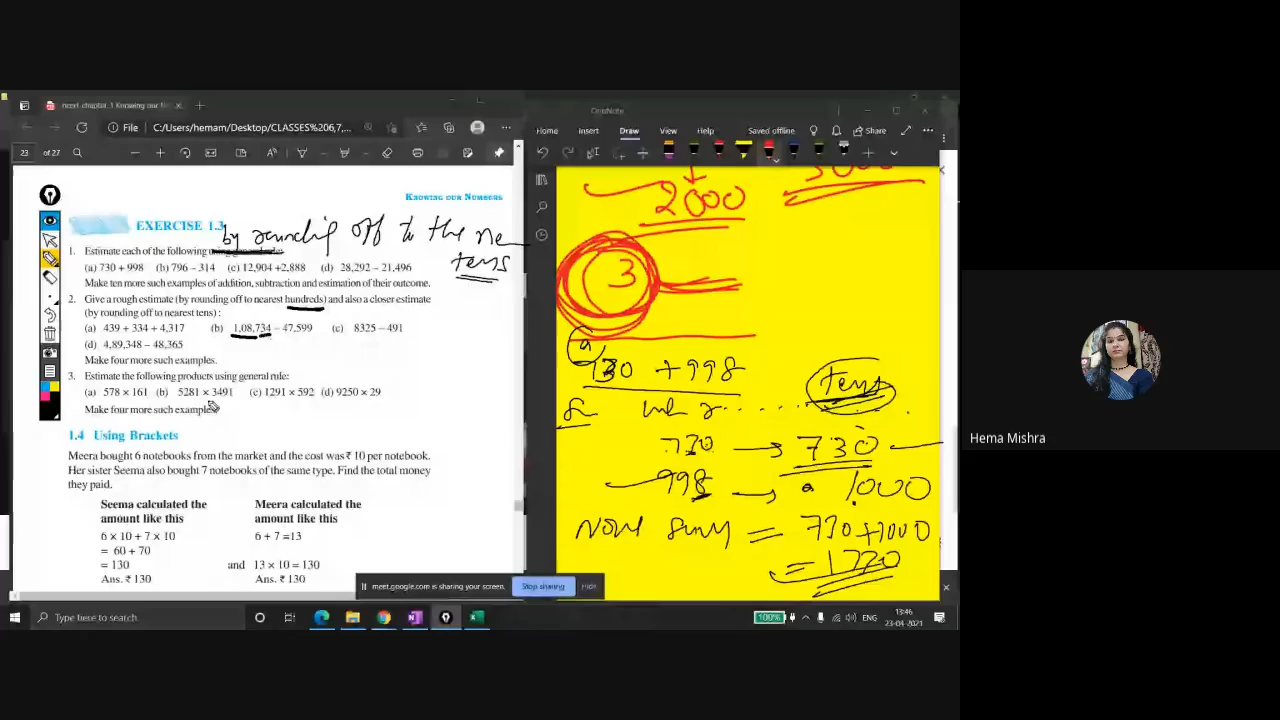 ncert-chapter 1 Knowing our N
File C:/Users/hemam/Desktop/CLASSES%206,7,...
23 of 27
KNOWING OUR NUMBERS
EXERCISE 1.3
by rounding off to the ne
tens
1. Estimate each of the following using general rule:
(a) 730 + 998 (b) 796 – 314 (c) 12,904 +2,888 (d) 28,292 – 21,496
Make ten more such examples of addition, subtraction and estimation of their outcome.
2. Give a rough estimate (by rounding off to nearest hundreds) and also a closer estimate
(by rounding off to nearest tens) :
(a) 439 + 334 + 4,317 (b) 1,08,734 – 47,599 (c) 8325 – 491
(d) 4,89,348 – 48,365
Make four more such examples.
3. Estimate the following products using general rule:
(a) 578 × 161 (b) 5281 × 3491 (c) 1291 × 592 (d) 9250 × 29
Make four more such examples
1.4 Using Brackets
Meera bought 6 notebooks from the market and the cost was ₹ 10 per notebook.
Her sister Seema also bought 7 notebooks of the same type. Find the total money
they paid.
Seema calculated the
amount like this
6 × 10 + 7 × 10
= 60 + 70
= 130
Ans. ₹ 130
Meera calculated the
amount like this
6 + 7 =13
and 13 × 10 = 130
Ans. ₹ 130
meet.google.com is sharing your screen. Stop sharing Hide
OneNote
Home Insert Draw View Help Saved offline Share
2000
3
a
730 + 998
Tens
730 → 730
998 → 1000
Now sum = 730+1000
= 1730
Hema Mishra
Type here to search
100% ENG 13:46
23-04-2021